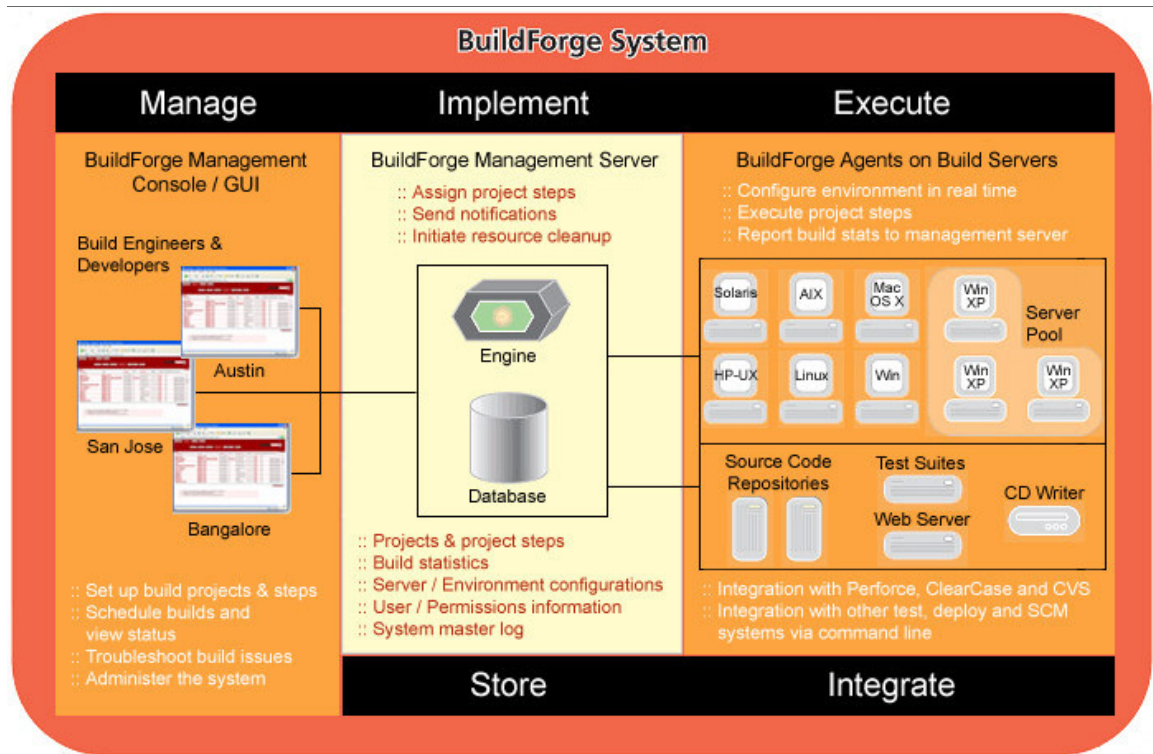 BuildForge System
Manage
Implement
Execute
BuildForge Management
Console / GUI
Build Engineers &
Developers
Austin
San Jose
Bangalore
:: Set up build projects & steps
:: Schedule builds and
view status
:: Troubleshoot build issues
:: Administer the system
BuildForge Management Server
:: Assign project steps
:: Send notifications
:: Initiate resource cleanup
Engine
Database
:: Projects & project steps
:: Build statistics
:: Server / Environment configurations
:: User / Permissions information
:: System master log
BuildForge Agents on Build Servers
:: Configure environment in real time
:: Execute project steps
:: Report build stats to management server
Solaris
AIX
Mac
OS X
Win
XP
Server
Pool
HP-UX
Linux
Win
Win
XP
Win
XP
Source Code
Repositories
Test Suites
Web Server
CD Writer
:: Integration with Perforce, ClearCase and CVS
:: Integration with other test, deploy and SCM
systems via command line
Store
Integrate